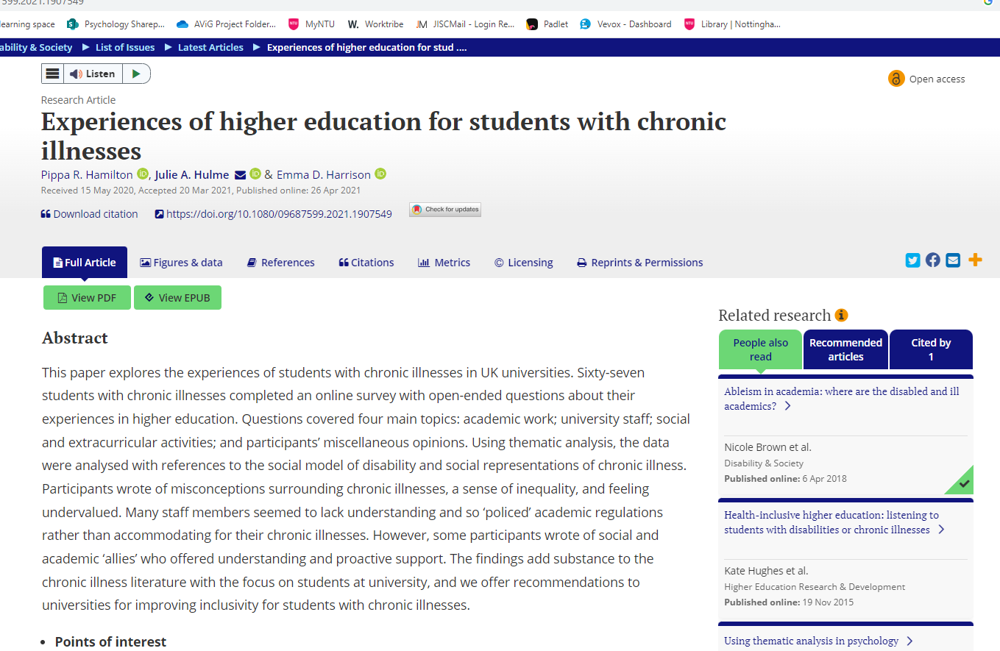 599.2021.1907549
learning space Psychology Sharep... AViG Project Folder... MyNTU Worktribe JISCMail - Login Re... Padlet Vevox - Dashboard Library | Nottingha...
ability & Society List of Issues Latest Articles Experiences of higher education for stud ....
Listen
Open access
Research Article
Experiences of higher education for students with chronic
illnesses
Pippa R. Hamilton , Julie A. Hulme & Emma D. Harrison
Received 15 May 2020, Accepted 20 Mar 2021, Published online: 26 Apr 2021
Download citation https://doi.org/10.1080/09687599.2021.1907549 Check for updates
Full Article Figures & data References Citations Metrics Licensing Reprints & Permissions
View PDF View EPUB
Abstract
This paper explores the experiences of students with chronic illnesses in UK universities. Sixty-seven
students with chronic illnesses completed an online survey with open-ended questions about their
experiences in higher education. Questions covered four main topics: academic work; university staff; social
and extracurricular activities; and participants’ miscellaneous opinions. Using thematic analysis, the data
were analysed with references to the social model of disability and social representations of chronic illness.
Participants wrote of misconceptions surrounding chronic illnesses, a sense of inequality, and feeling
undervalued. Many staff members seemed to lack understanding and so ‘policed’ academic regulations
rather than accommodating for their chronic illnesses. However, some participants wrote of social and
academic ‘allies’ who offered understanding and proactive support. The findings add substance to the
chronic illness literature with the focus on students at university, and we offer recommendations to
universities for improving inclusivity for students with chronic illnesses.
• Points of interest
Related research
People also
read
Recommended
articles
Cited by
1
Ableism in academia: where are the disabled and ill
academics?
Nicole Brown et al.
Disability & Society
Published online: 6 Apr 2018
Health-inclusive higher education: listening to
students with disabilities or chronic illnesses
Kate Hughes et al.
Higher Education Research & Development
Published online: 19 Nov 2015
Using thematic analysis in psychology